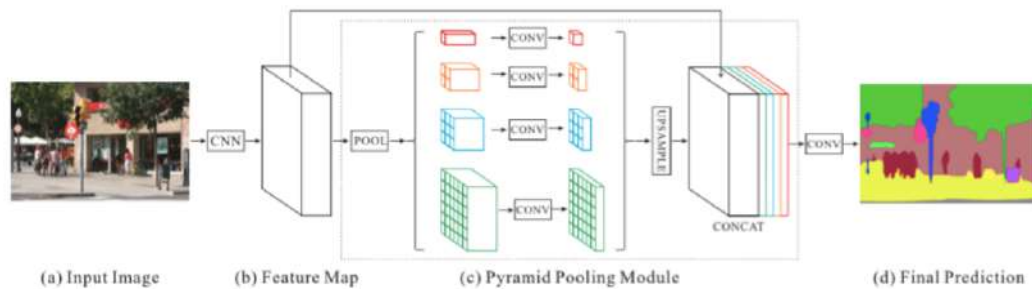 CNN
POOL
CONV
CONV
CONV
CONV
UPSAMPLE
CONCAT
CONV
(a) Input Image
(b) Feature Map
(c) Pyramid Pooling Module
(d) Final Prediction